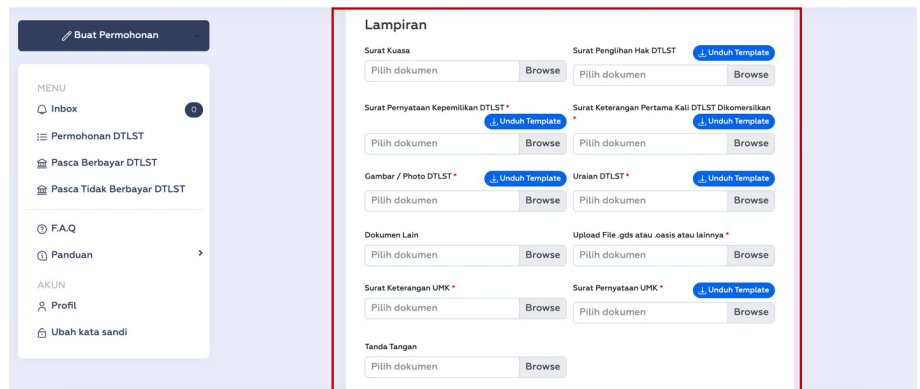 Buat Permohonan
MENU
Inbox
0
Permohonan DTLST
Pasca Berbayar DTLST
Pasca Tidak Berbayar DTLST
F.A.Q
Panduan
AKUN
Profil
Ubah kata sandi
Lampiran
Surat Kuasa
Pilih dokumen Browse
Surat Penglihan Hak DTLST Unduh Template
Pilih dokumen Browse
Surat Pernyataan Kepemilikan DTLST *
Unduh Template
Pilih dokumen Browse
Surat Keterangan Pertama Kali DTLST Dikomersilkan
* Unduh Template
Pilih dokumen Browse
Gambar / Photo DTLST * Unduh Template
Pilih dokumen Browse
Uraian DTLST * Unduh Template
Pilih dokumen Browse
Dokumen Lain
Pilih dokumen Browse
Upload File .gds atau .oasis atau lainnya *
Pilih dokumen Browse
Surat Keterangan UMK *
Pilih dokumen Browse
Surat Pernyataan UMK * Unduh Template
Pilih dokumen Browse
Tanda Tangan
Pilih dokumen Browse